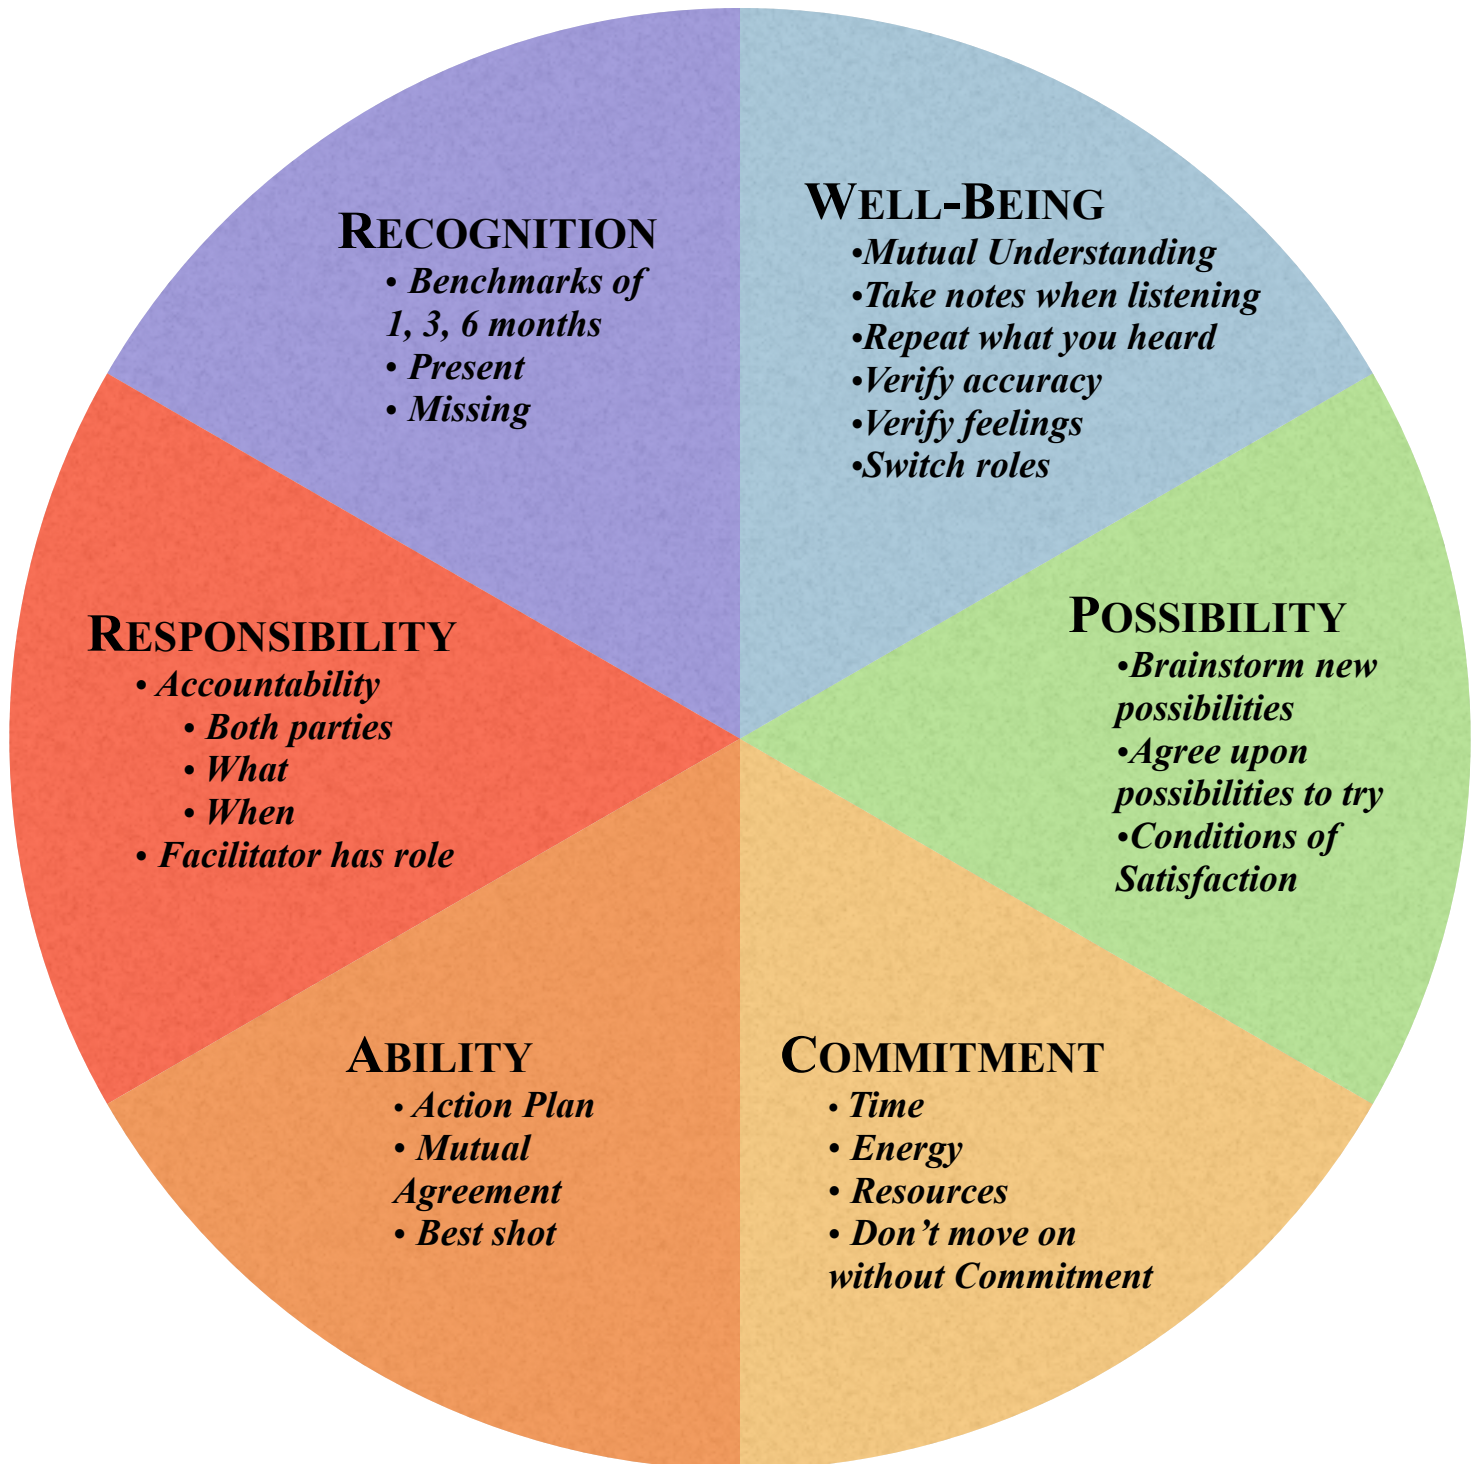 WELL-BEING
•Mutual Understanding
•Take notes when listening
•Repeat what you heard
•Verify accuracy
•Verify feelings
•Switch roles
POSSIBILITY
•Brainstorm new
possibilities
•Agree upon
possibilities to try
•Conditions of
Satisfaction
COMMITMENT
• Time
• Energy
• Resources
• Don’t move on
without Commitment
ABILITY
• Action Plan
• Mutual
Agreement
• Best shot
RESPONSIBILITY
• Accountability
• Both parties
• What
• When
• Facilitator has role
RECOGNITION
• Benchmarks of
1, 3, 6 months
• Present
• Missing